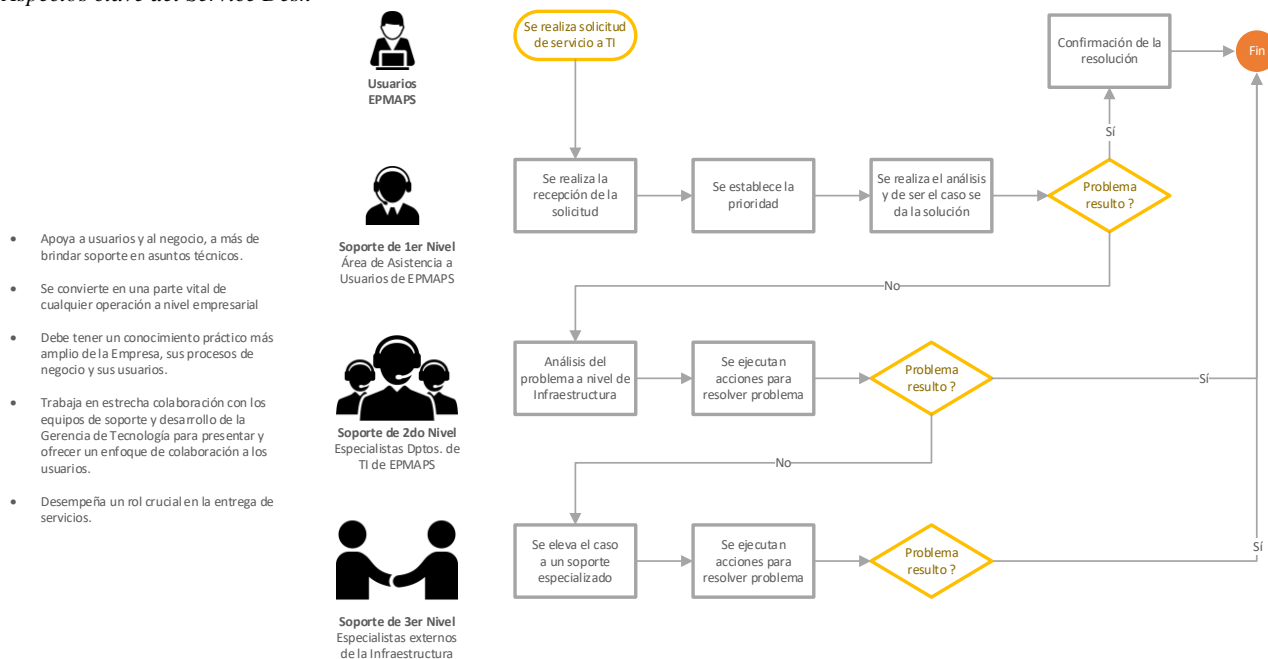 Aspectos clave del Service Desk
Usuarios
EPMAPS
Se realiza solicitud
de servicio a TI
Confirmación de la
resolución
Fin
Sí
Soporte de 1er Nivel
Área de Asistencia a
Usuarios de EPMAPS
Se realiza la
recepción de la
solicitud
Se establece la
prioridad
Se realiza el análisis
y de ser el caso se
da la solución
Problema
resulto ?
No
• Apoya a usuarios y al negocio, a más de
brindar soporte en asuntos técnicos.
• Se convierte en una parte vital de
cualquier operación a nivel empresarial
• Debe tener un conocimiento práctico más
amplio de la Empresa, sus procesos de
negocio y sus usuarios.
• Trabaja en estrecha colaboración con los
equipos de soporte y desarrollo de la
Gerencia de Tecnología para presentar y
ofrecer un enfoque de colaboración a los
usuarios.
• Desempeña un rol crucial en la entrega de
servicios.
Soporte de 2do Nivel
Especialistas Dptos. de
TI de EPMAPS
Análisis del
problema a nivel de
Infraestructura
Se ejecutan
acciones para
resolver problema
Problema
resulto ?
Sí
No
Soporte de 3er Nivel
Especialistas externos
de la Infraestructura
Se eleva el caso
a un soporte
especializado
Se ejecutan
acciones para
resolver problema
Problema
resulto ?
Sí